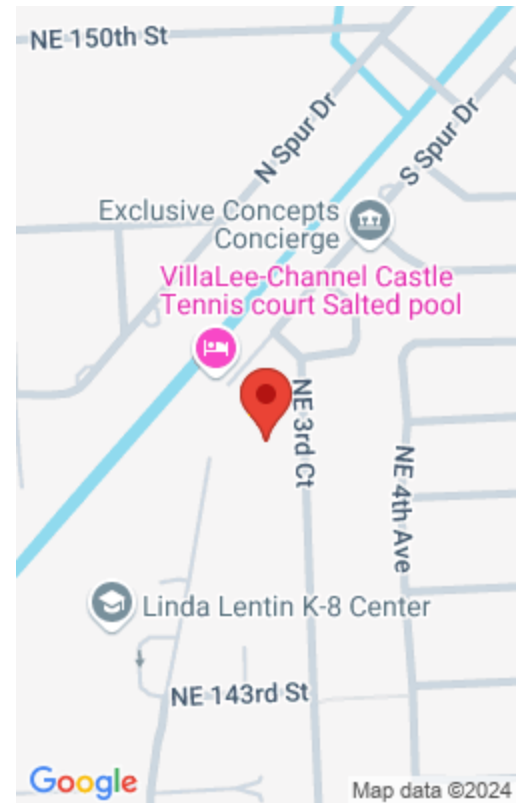 NE 150th St
N Spur Dr
S Spur Dr
Exclusive Concepts
Concierge
VillaLee-Channel Castle
Tennis court Salted pool
NE 3rd Ct
NE 4th Ave
Linda Lentin K-8 Center
NE 143rd St
Google
Map data ©2024